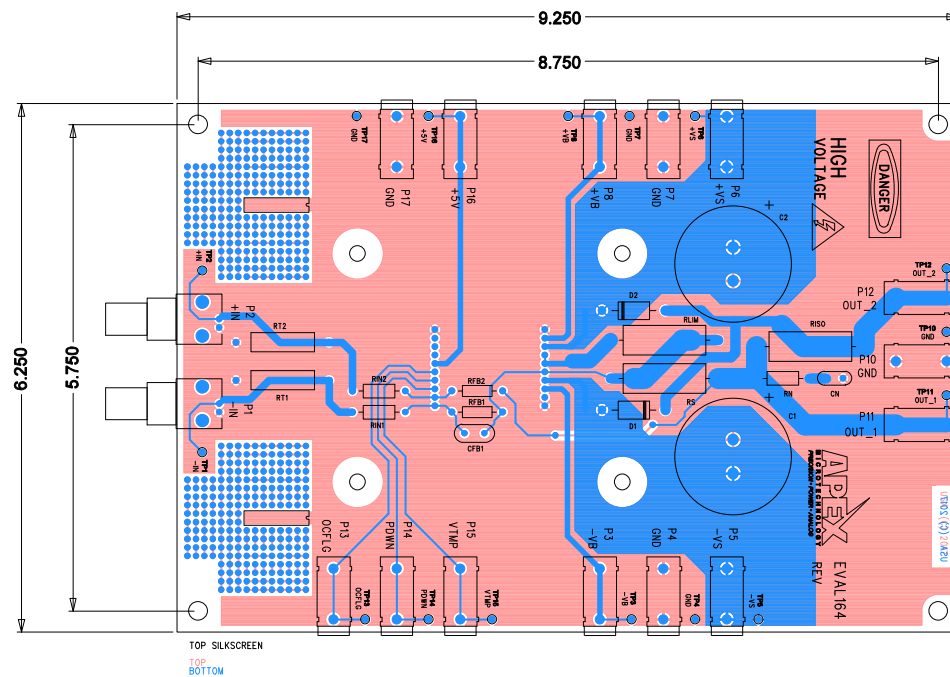 9.250
8.750
6.250
5.750
TP17
GND
TP16
+5V
TP8
+VB
TP7
GND
TP6
+VS
P17
GND
P16
+5V
P8
+VB
P7
GND
P6
+VS
HIGH
VOLTAGE
DANGER
C2
TP2
+IN
P2
+IN
RT2
D2
RLIM
RISO
P12
OUT_2
TP12
OUT_2
TP10
GND
P10
GND
RT1
RIN2
RIN1
RFB2
RFB1
CFB1
RS
RN
CN
D1
C1
TP11
OUT_1
P11
OUT_1
P1
-IN
TP1
-IN
APEX
MICROTECHNOLOGY
PRECISION•POWER•ANALOG
P13
OCFLG
P14
PDWN
P15
VTMP
P3
-VB
P4
GND
P5
-VS
EVAL164
REV
TP13
OCFLG
TP14
PDWN
TP15
VTMP
TP3
-VB
TP4
GND
TP5
-VS
TOP SILKSCREEN
TOP
BOTTOM